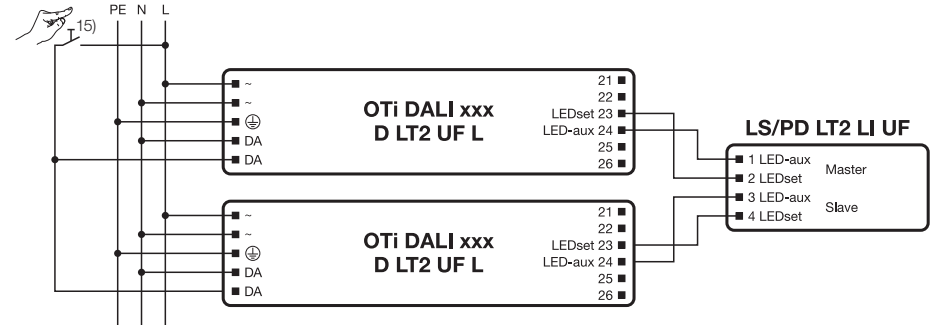 PE N L
15)
~
~
DA
DA
OTi DALI xxx
D LT2 UF L
21
22
LEDset 23
LED-aux 24
25
26
~
~
DA
DA
OTi DALI xxx
D LT2 UF L
21
22
LEDset 23
LED-aux 24
25
26
LS/PD LT2 LI UF
1 LED-aux
2 LEDset
Master
3 LED-aux
4 LEDset
Slave